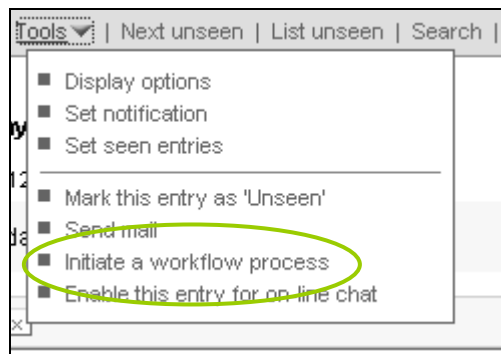 Tools | Next unseen | List unseen | Search |
Display options
Set notification
Set seen entries
Mark this entry as 'Unseen'
Send mail
Initiate a workflow process
Enable this entry for on-line chat